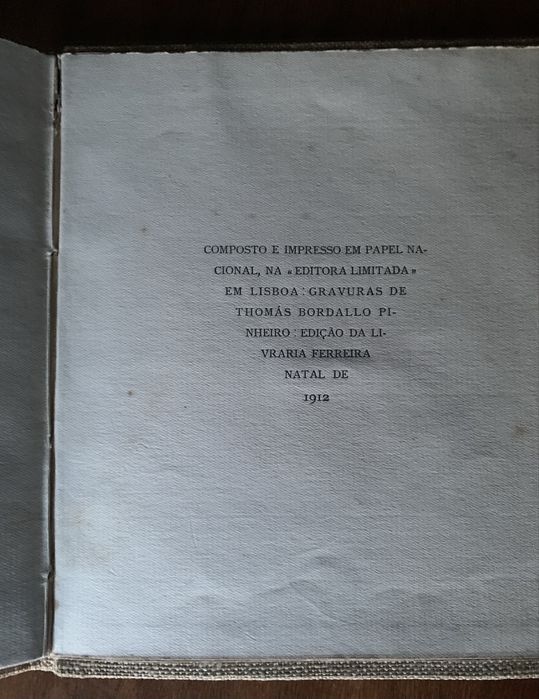 COMPOSTO E IMPRESSO EM PAPEL NA-
CIONAL, NA «EDITORA LIMITADA»
EM LISBOA : GRAVURAS DE
THOMÁS BORDALLO PI-
NHEIRO : EDIÇÃO DA LI-
VRARIA FERREIRA
NATAL DE
1912